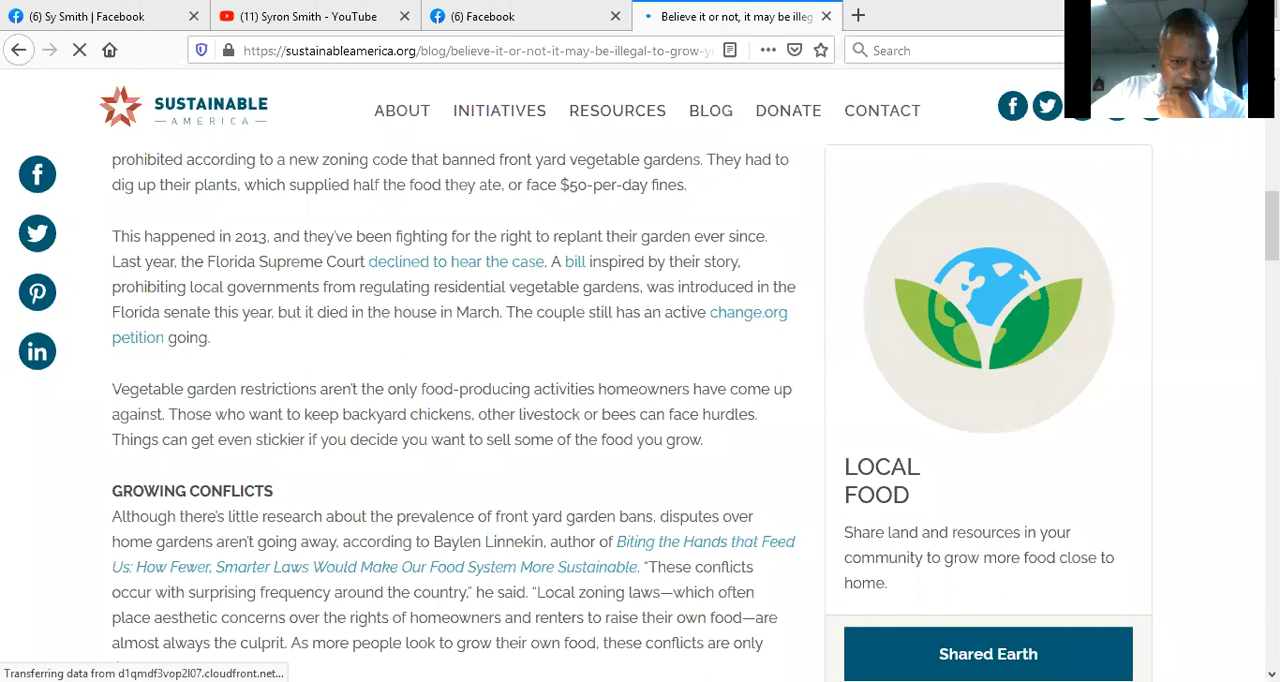 (6) Sy Smith | Facebook
(11) Syron Smith - YouTube
(6) Facebook
Believe it or not, it may be illeg
https://sustainableamerica.org/blog/believe-it-or-not-it-may-be-illegal-to-grow-y
Search
SUSTAINABLE
AMERICA
ABOUT
INITIATIVES
RESOURCES
BLOG
DONATE
CONTACT
prohibited according to a new zoning code that banned front yard vegetable gardens. They had to
dig up their plants, which supplied half the food they ate, or face $50-per-day fines.
This happened in 2013, and they've been fighting for the right to replant their garden ever since.
Last year, the Florida Supreme Court declined to hear the case. A bill inspired by their story,
prohibiting local governments from regulating residential vegetable gardens, was introduced in the
Florida senate this year, but it died in the house in March. The couple still has an active change.org
petition going.
Vegetable garden restrictions aren't the only food-producing activities homeowners have come up
against. Those who want to keep backyard chickens, other livestock or bees can face hurdles.
Things can get even stickier if you decide you want to sell some of the food you grow.
GROWING CONFLICTS
Although there's little research about the prevalence of front yard garden bans, disputes over
home gardens aren't going away, according to Baylen Linnekin, author of Biting the Hands that Feed
Us: How Fewer, Smarter Laws Would Make Our Food System More Sustainable. “These conflicts
occur with surprising frequency around the country,” he said. “Local zoning laws—which often
place aesthetic concerns over the rights of homeowners and renters to raise their own food—are
almost always the culprit. As more people look to grow their own food, these conflicts are only
LOCAL
FOOD
Share land and resources in your
community to grow more food close to
home.
Shared Earth
Transferring data from d1qmdf3vop2l07.cloudfront.net...